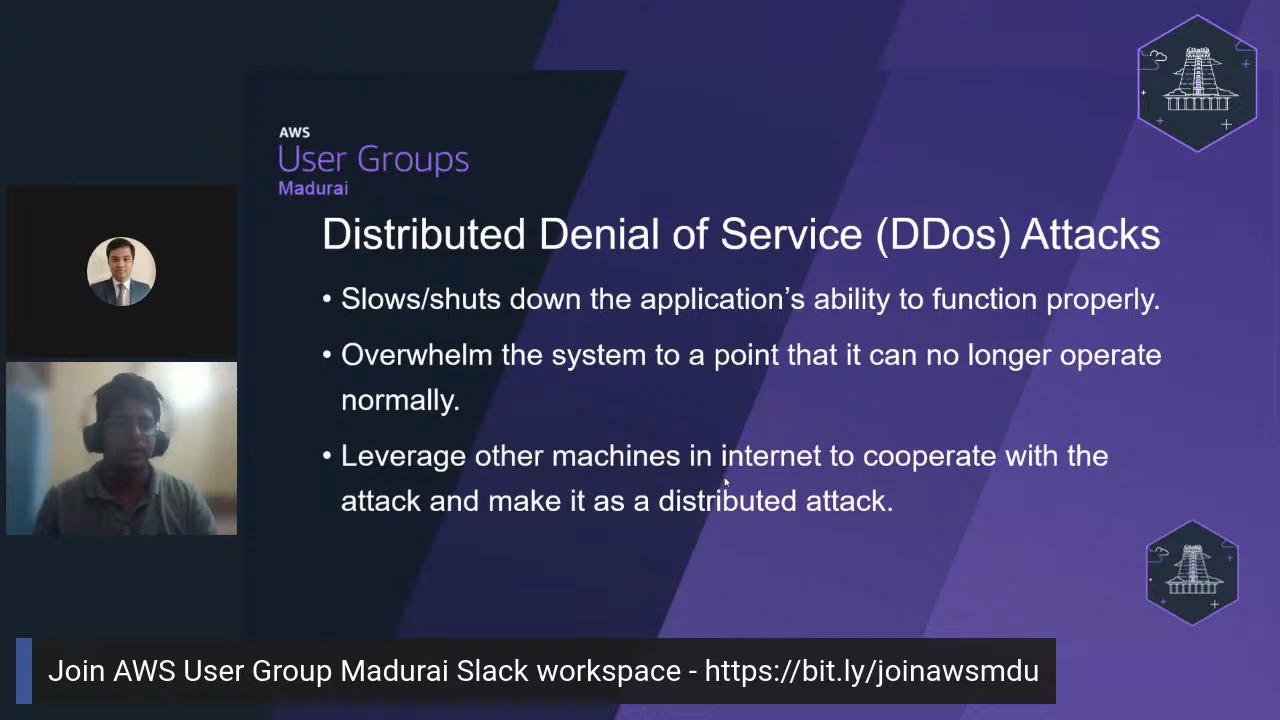 AWS
User Groups
Madurai
Distributed Denial of Service (DDos) Attacks
• Slows/shuts down the application’s ability to function properly.
• Overwhelm the system to a point that it can no longer operate
normally.
• Leverage other machines in internet to cooperate with the
attack and make it as a distributed attack.
Join AWS User Group Madurai Slack workspace - https://bit.ly/joinawsmdu